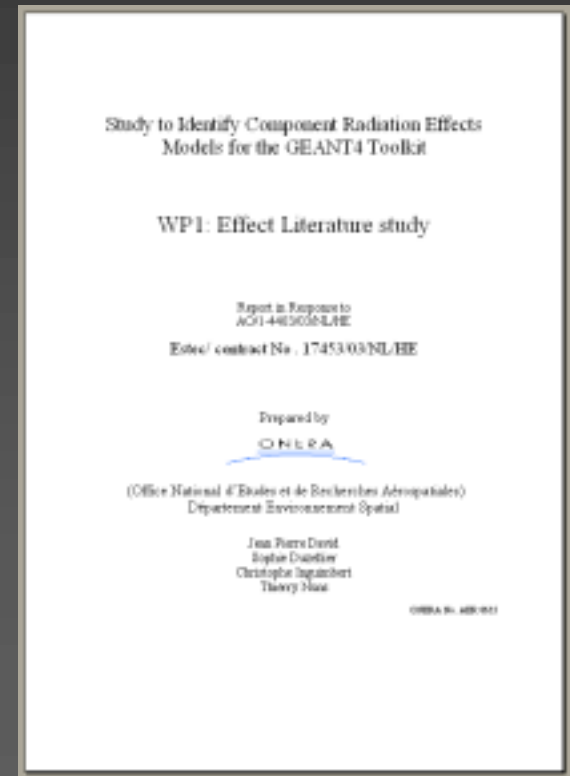 Study to Identify Component Radiation Effects
Models for the GEANT4 Toolkit
WP1: Effect Literature study
Report in Response to
Estec/ contract No . 17453/03/NL/HE
Prepared by
ONERA
(Office National d'Etudes et de Recherches Aérospatiales)
Département Environnement Spatial
Jean Pierre David
Sophie Duzellier
Christophe Inguimbert
Thierry Nuns
ONERA No.